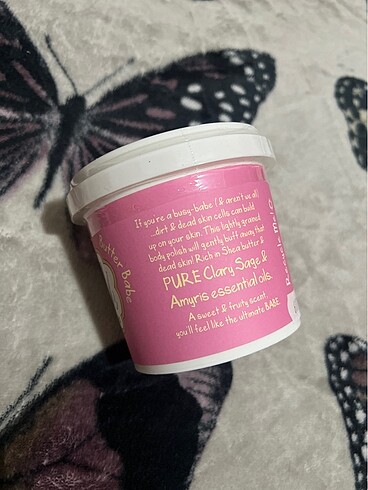 Butter Babe
If you're a busy-babe (& aren't we all)
dirt & dead skin cells can build
up on your skin. This lightly grained
body polish will gently buff away that
dead skin! Rich in Shea butter &
PURE Clary Sage &
Amyris essential oils.
A sweet & fruity scent
you'll feel like the ultimate BABE
Recycle Me!